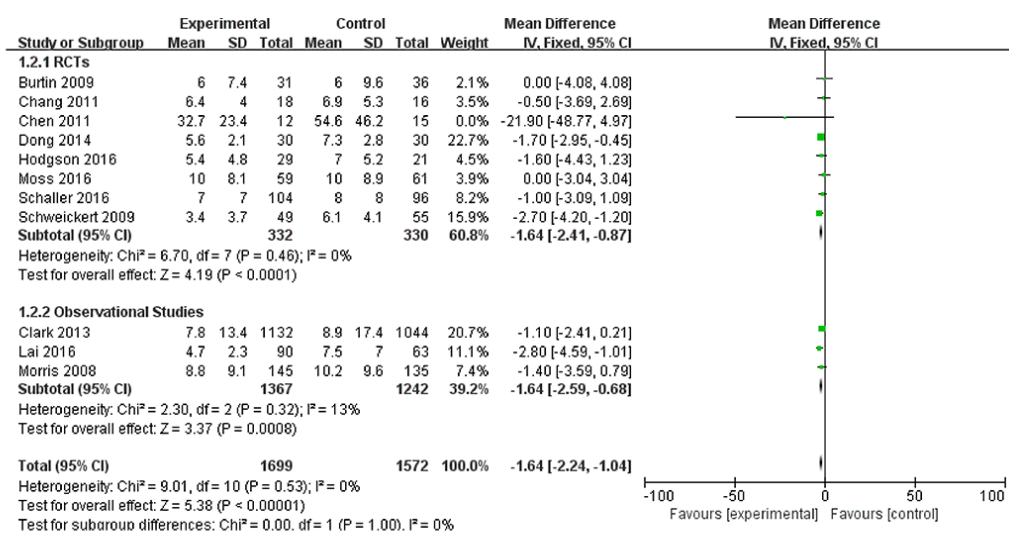 Experimental Control Mean Difference Mean Difference
Study or Subgroup Mean SD Total Mean SD Total Weight IV, Fixed, 95% CI IV, Fixed, 95% CI
1.2.1 RCTs
Burtin 2009 6 7.4 31 6 9.6 36 2.1% 0.00 [-4.08, 4.08]
Chang 2011 6.4 4 18 6.9 5.3 16 3.5% -0.50 [-3.69, 2.69]
Chen 2011 32.7 23.4 12 54.6 46.2 15 0.0% -21.90 [-48.77, 4.97]
Dong 2014 5.6 2.1 30 7.3 2.8 30 22.7% -1.70 [-2.95, -0.45]
Hodgson 2016 5.4 4.8 29 7 5.2 21 4.5% -1.60 [-4.43, 1.23]
Moss 2016 10 8.1 59 10 8.9 61 3.9% 0.00 [-3.04, 3.04]
Schaller 2016 7 7 104 8 8 96 8.2% -1.00 [-3.09, 1.09]
Schweickert 2009 3.4 3.7 49 6.1 4.1 55 15.9% -2.70 [-4.20, -1.20]
Subtotal (95% CI) 332 330 60.8% -1.64 [-2.41, -0.87]
Heterogeneity: Chi² = 6.70, df = 7 (P = 0.46); I² = 0%
Test for overall effect: Z = 4.19 (P < 0.0001)
1.2.2 Observational Studies
Clark 2013 7.8 13.4 1132 8.9 17.4 1044 20.7% -1.10 [-2.41, 0.21]
Lai 2016 4.7 2.3 90 7.5 7 63 11.1% -2.80 [-4.59, -1.01]
Morris 2008 8.8 9.1 145 10.2 9.6 135 7.4% -1.40 [-3.59, 0.79]
Subtotal (95% CI) 1367 1242 39.2% -1.64 [-2.59, -0.68]
Heterogeneity: Chi² = 2.30, df = 2 (P = 0.32); I² = 13%
Test for overall effect: Z = 3.37 (P = 0.0008)
Total (95% CI) 1699 1572 100.0% -1.64 [-2.24, -1.04]
Heterogeneity: Chi² = 9.01, df = 10 (P = 0.53); I² = 0%
Test for overall effect: Z = 5.38 (P < 0.00001)
Test for subgroup differences: Chi² = 0.00, df = 1 (P = 1.00), I² = 0%
-100 -50 0 50 100
Favours [experimental] Favours [control]